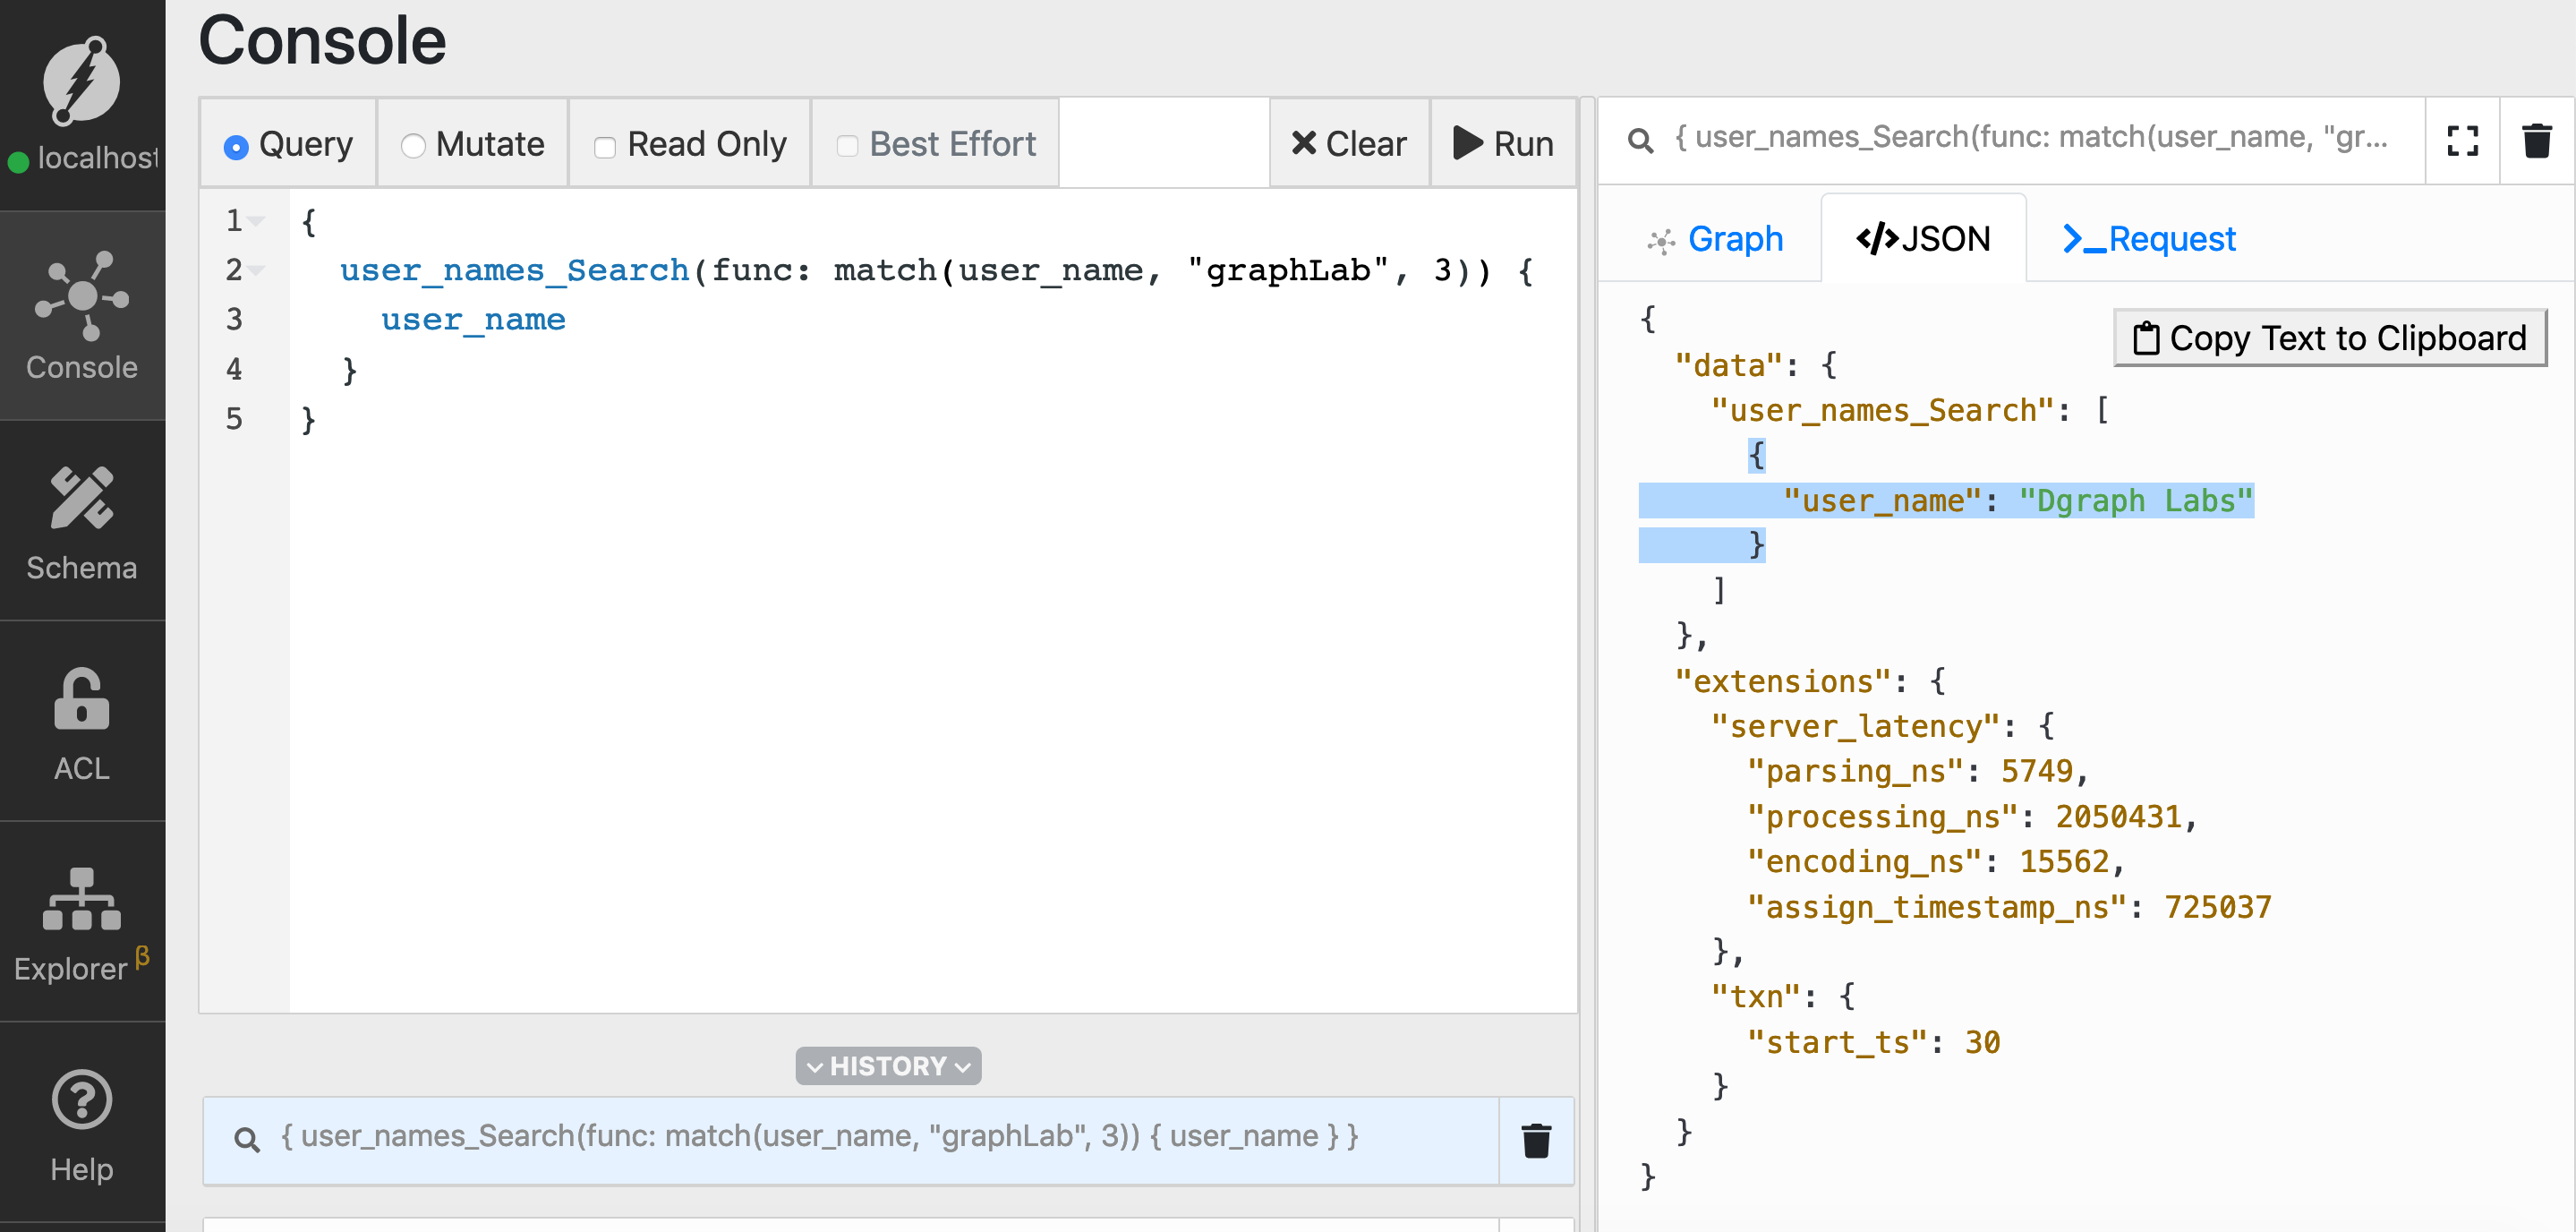 Console
localhost
Console
Schema
ACL
Explorer β
Help
Query
Mutate
Read Only
Best Effort
Clear
Run
1 {
2   user_names_Search(func: match(user_name, "graphLab", 3)) {
3     user_name
4   }
5 }
HISTORY
{ user_names_Search(func: match(user_name, "graphLab", 3)) { user_name } }
{ user_names_Search(func: match(user_name, "gr...
Graph
</>JSON
>_Request
Copy Text to Clipboard
{
  "data": {
    "user_names_Search": [
      {
        "user_name": "Dgraph Labs"
      }
    ]
  },
  "extensions": {
    "server_latency": {
      "parsing_ns": 5749,
      "processing_ns": 2050431,
      "encoding_ns": 15562,
      "assign_timestamp_ns": 725037
    },
    "txn": {
      "start_ts": 30
    }
  }
}